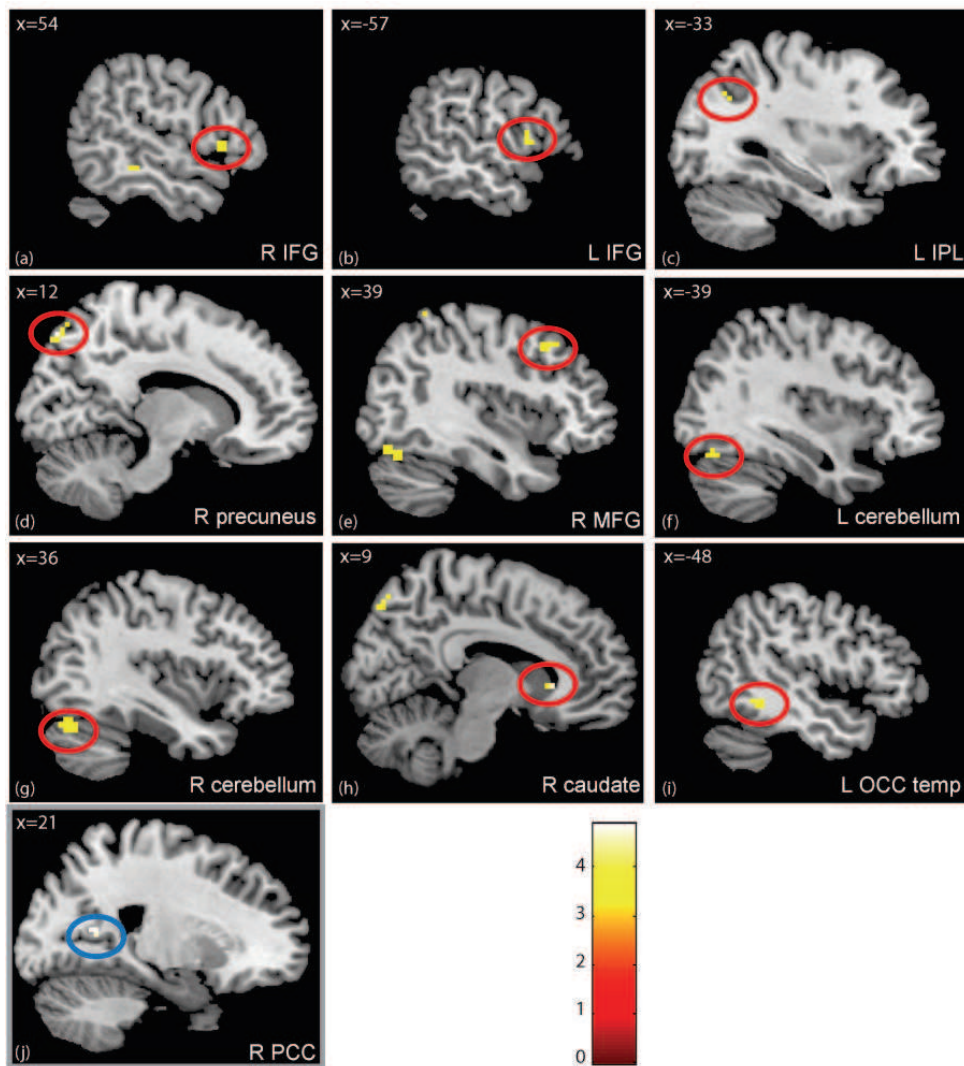 x=54
(a)
R IFG
x=-57
(b)
L IFG
x=-33
(c)
L IPL
x=12
(d)
R precuneus
x=39
(e)
R MFG
x=-39
(f)
L cerebellum
x=36
(g)
R cerebellum
x=9
(h)
R caudate
x=-48
(i)
L OCC temp
x=21
(j)
R PCC
4
3
2
1
0